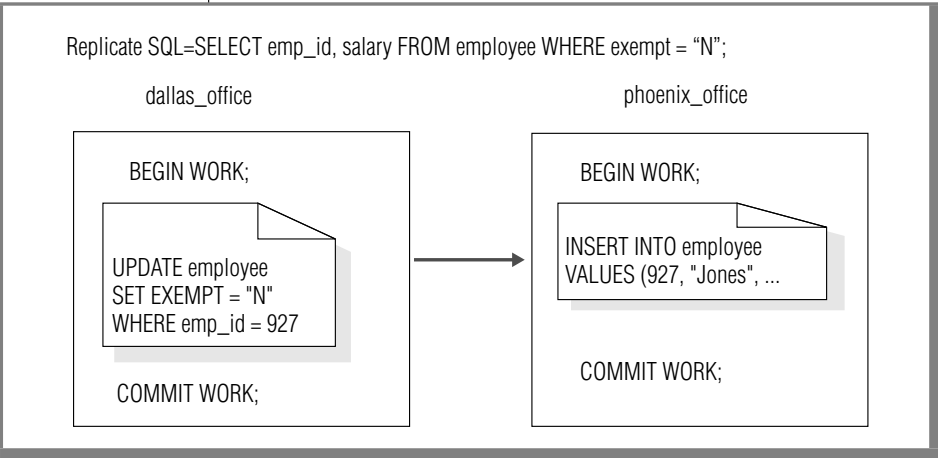 Replicate SQL=SELECT emp_id, salary FROM employee WHERE exempt = “N”;
dallas_office
BEGIN WORK;
UPDATE employee
SET EXEMPT = "N"
WHERE emp_id = 927
COMMIT WORK;
phoenix_office
BEGIN WORK;
INSERT INTO employee
VALUES (927, "Jones", ...
COMMIT WORK;